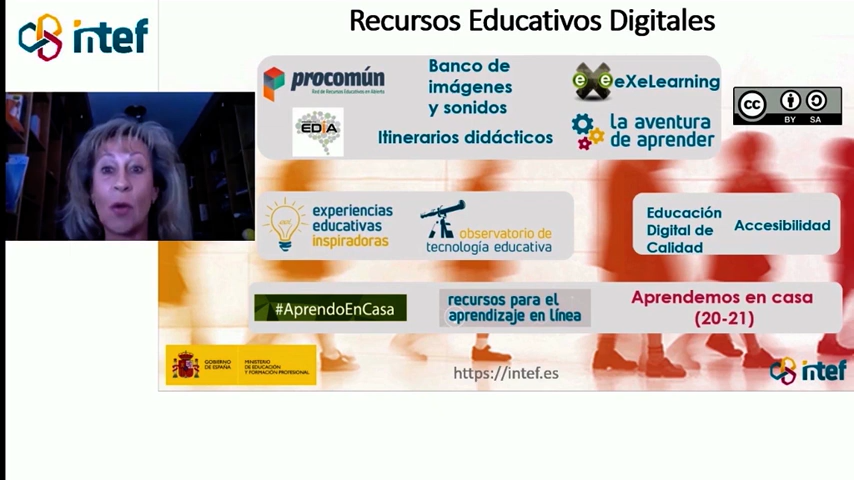 intef
Recursos Educativos Digitales
procomún
Red de Recursos Educativos en Abierto
Banco de
imágenes
y sonidos
eXeLearning
EDIA
Itinerarios didácticos
la aventura
de aprender
cc
BY SA
experiencias
educativas
inspiradoras
observatorio de
tecnología educativa
Educación
Digital de
Calidad
Accesibilidad
#AprendoEnCasa
recursos para el
aprendizaje en línea
Aprendemos en casa
(20-21)
GOBIERNO
DE ESPAÑA
MINISTERIO
DE EDUCACIÓN
Y FORMACIÓN PROFESIONAL
https://intef.es
intef